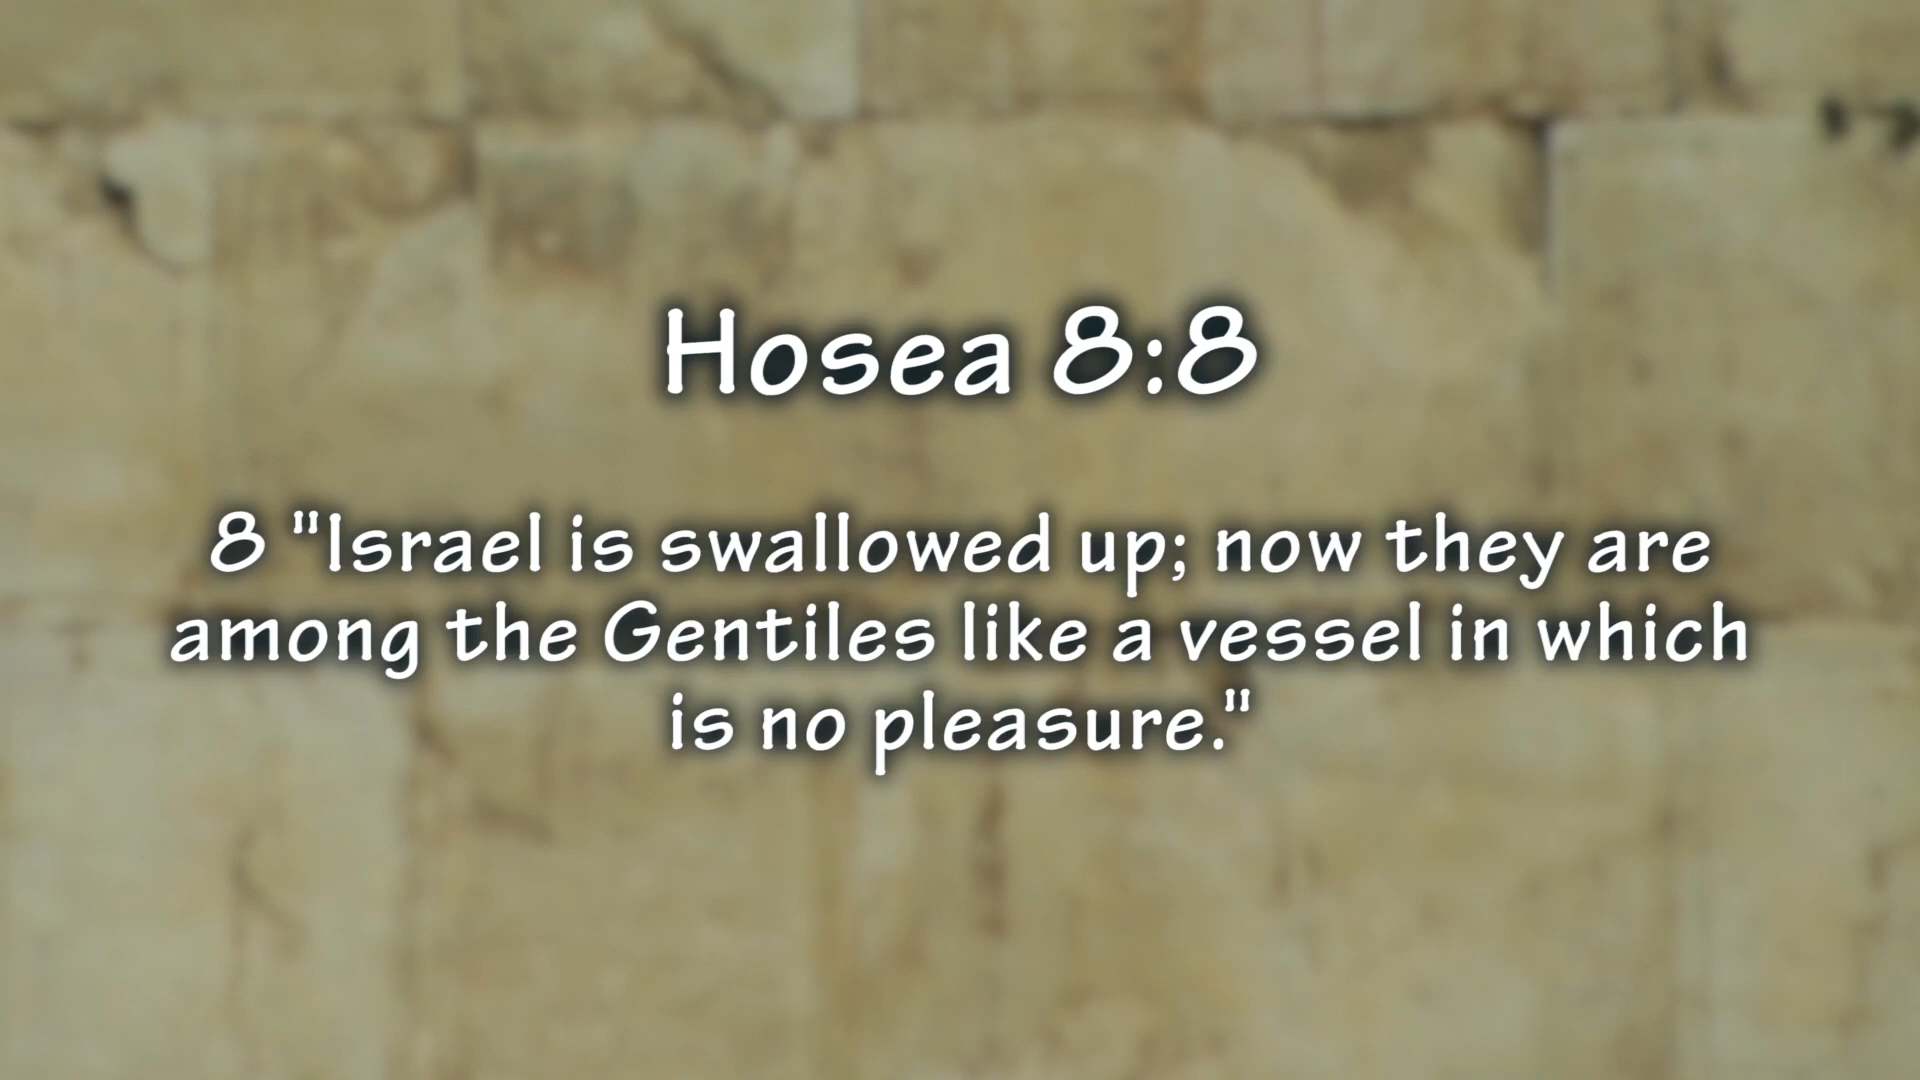 Hosea 8:8
8 "Israel is swallowed up; now they are
among the Gentiles like a vessel in which
is no pleasure."